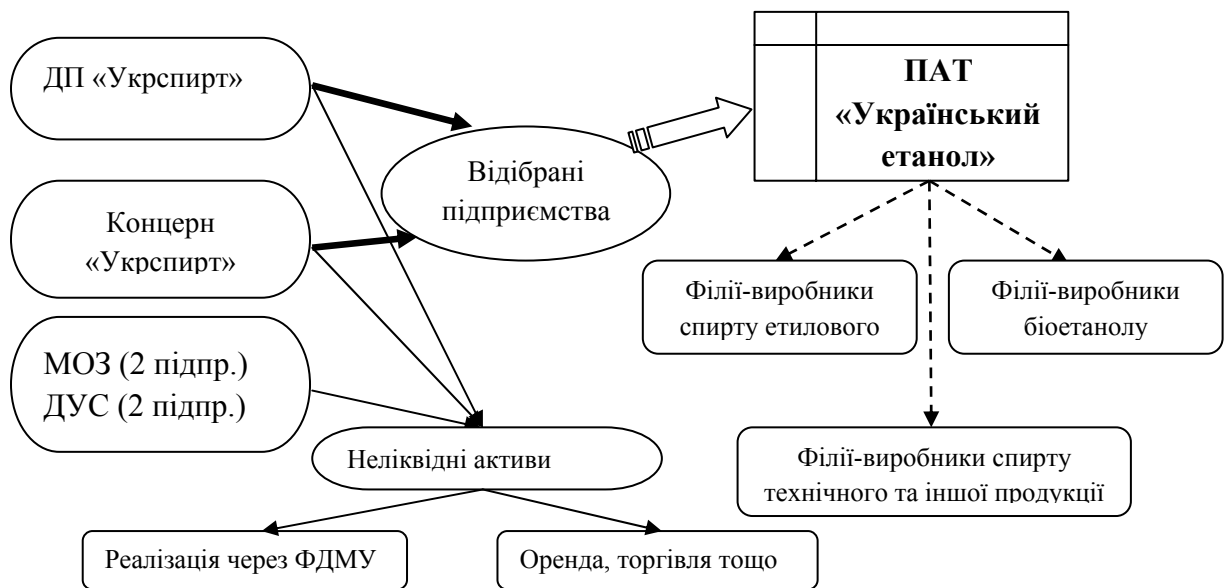 ДП «Укрспирт»
Концерн
«Укрспирт»
МОЗ (2 підпр.)
ДУС (2 підпр.)
Відібрані
підприємства
ПАТ
«Український
етанол»
Філії-виробники
спирту етилового
Філії-виробники
біоетанолу
Філії-виробники спирту
технічного та іншої продукції
Неліквідні активи
Реалізація через ФДМУ
Оренда, торгівля тощо